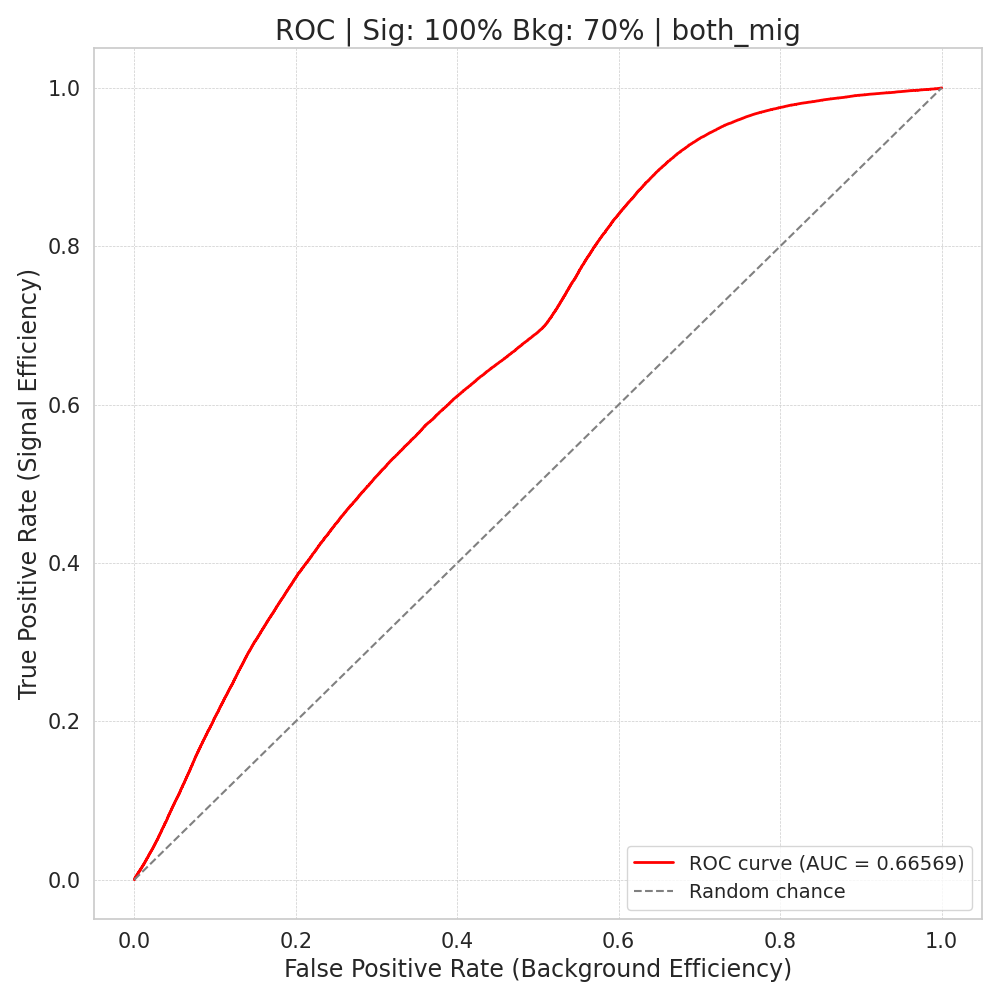 ROC | Sig: 100% Bkg: 70% | both_mig
True Positive Rate (Signal Efficiency)
1.0
0.8
0.6
0.4
0.2
0.0
ROC curve (AUC = 0.66569)
Random chance
0.0 0.2 0.4 0.6 0.8 1.0
False Positive Rate (Background Efficiency)